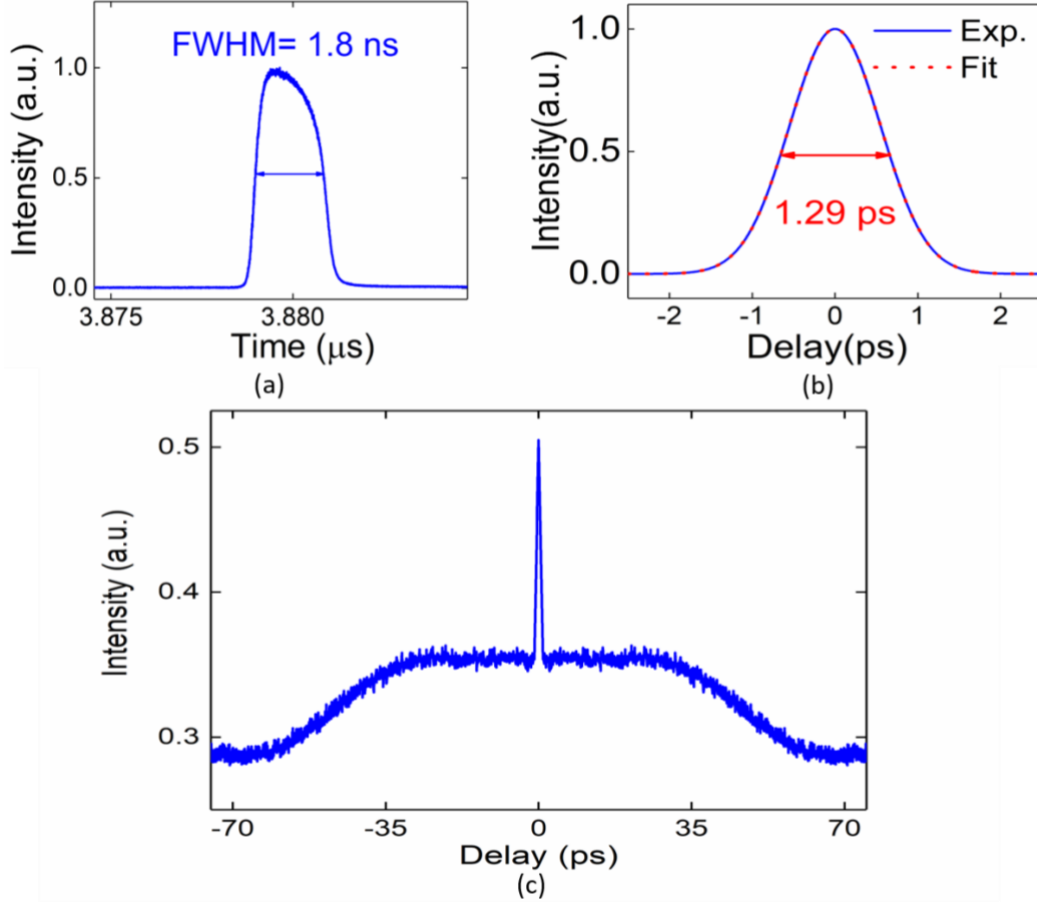 FWHM= 1.8 ns
Intensity (a.u.)
1.0
0.5
0.0
3.875 3.880
Time (μs)
(a)
Exp.
Fit
Intensity(a.u.)
1.0
0.5
0.0
1.29 ps
-2 -1 0 1 2
Delay(ps)
(b)
Intensity (a.u.)
0.5
0.4
0.3
-70 -35 0 35 70
Delay (ps)
(c)